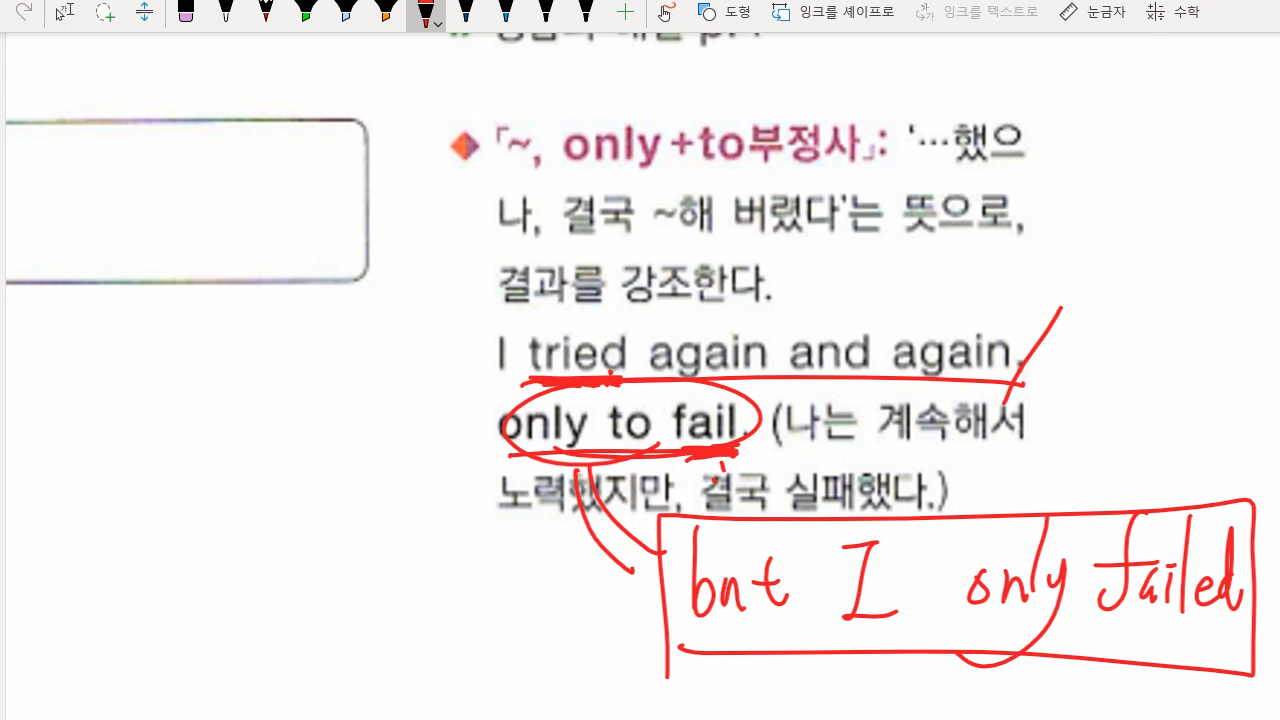 도형 잉크를 셰이프로 잉크를 텍스트로 눈금자 수학
「~, only+to부정사」: '…했으
나, 결국 ~해 버렸다'는 뜻으로,
결과를 강조한다.
I tried again and again,
only to fail. (나는 계속해서
노력했지만, 결국 실패했다.)
but I only failed